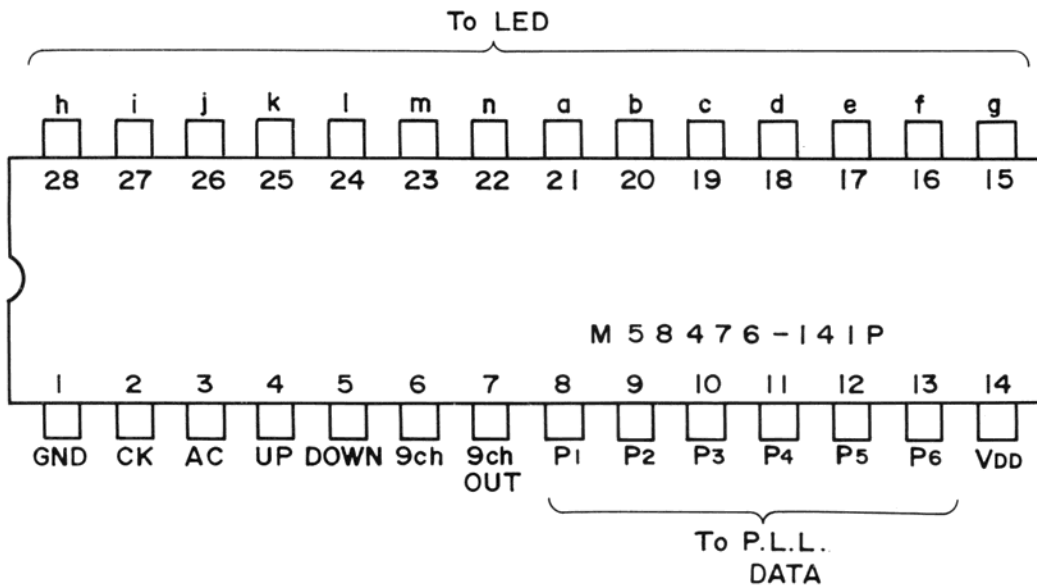 To LED
h i j k l m n a b c d e f g
28 27 26 25 24 23 22 21 20 19 18 17 16 15
M58476-141P
1 2 3 4 5 6 7 8 9 10 11 12 13 14
GND CK AC UP DOWN 9ch 9ch P1 P2 P3 P4 P5 P6 VDD
OUT
To P.L.L.
DATA